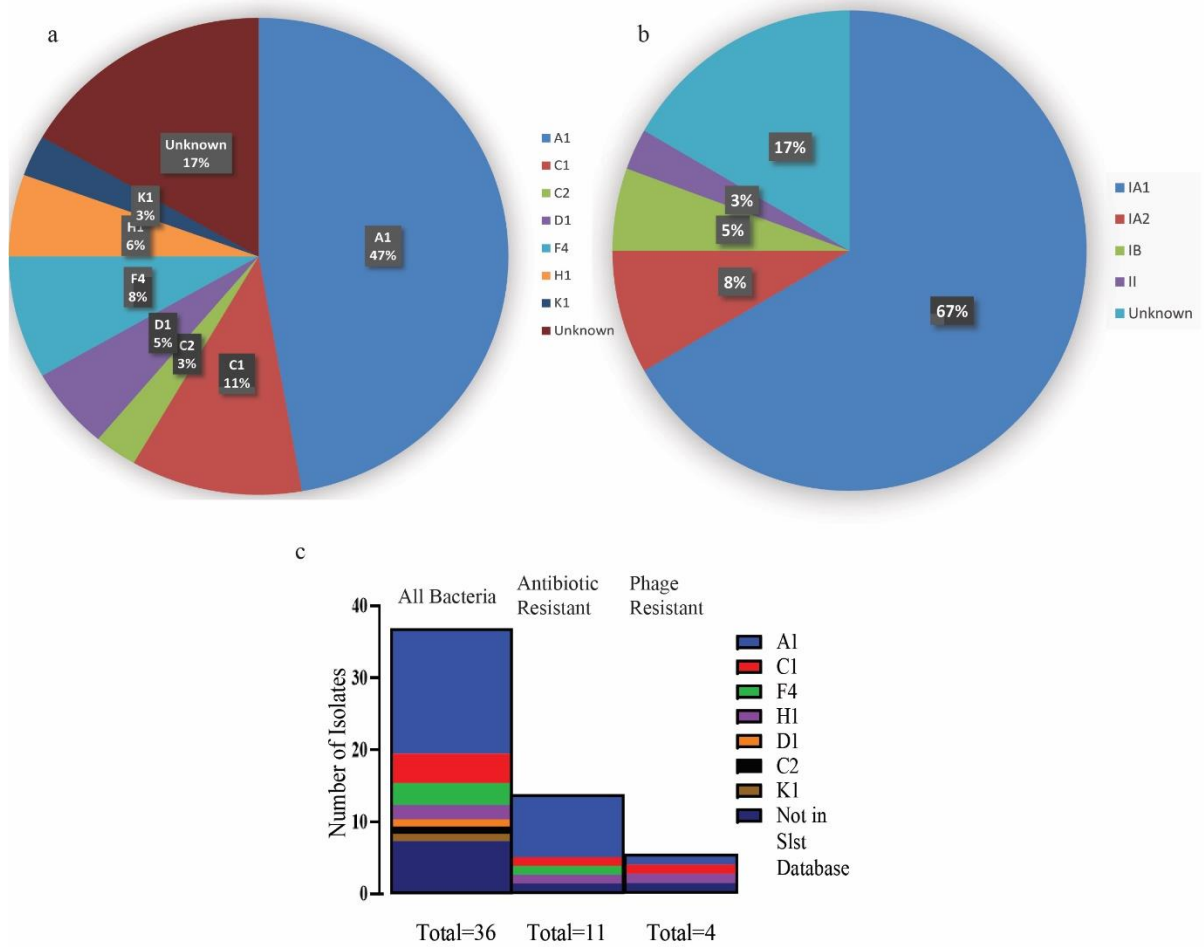 a
Unknown
17%
K1
3%
H1
6%
F4
8%
D1
5%
C2
3%
C1
11%
A1
47%
A1
C1
C2
D1
F4
H1
K1
Unknown
b
17%
3%
5%
8%
67%
IA1
IA2
IB
II
Unknown
c
All Bacteria
Antibiotic
Resistant
Phage
Resistant
Number of Isolates
40
30
20
10
0
A1
C1
F4
H1
D1
C2
K1
Not in
Slst
Database
Total=36
Total=11
Total=4